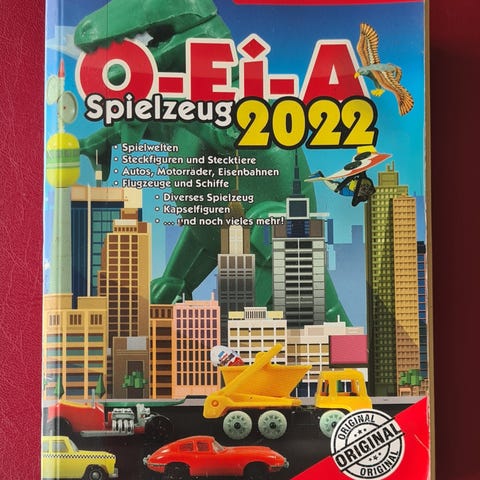 O-Ei-A
Spielzeug 2022
• Spielwelten
• Steckfiguren und Stecktiere
• Autos, Motorräder, Eisenbahnen
• Flugzeuge und Schiffe
• Diverses Spielzeug
• Kapselfiguren
• ... und noch vieles mehr!
ORIGINAL
ORIGINAL
ORIGINAL